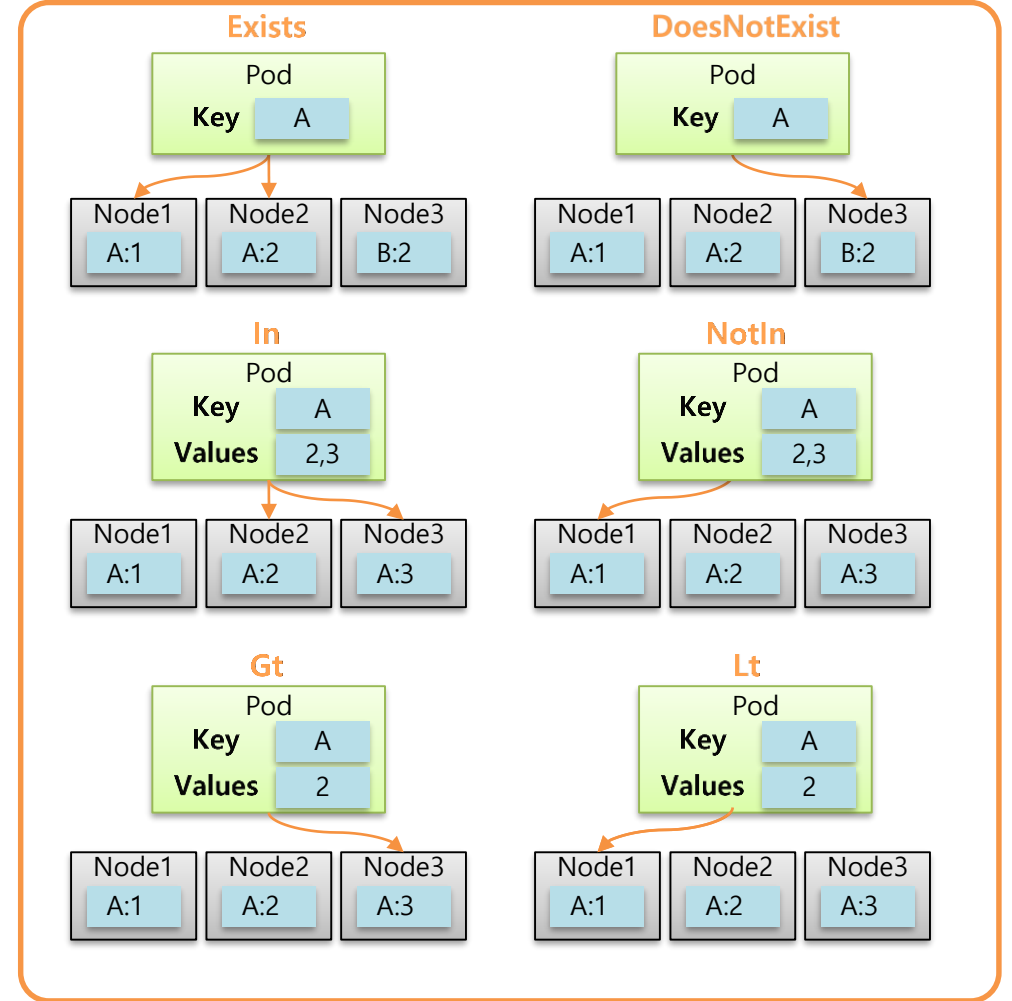 Exists
Pod
Key A
Node1 Node2 Node3
A:1 A:2 B:2
DoesNotExist
Pod
Key A
Node1 Node2 Node3
A:1 A:2 B:2
In
Pod
Key A
Values 2,3
Node1 Node2 Node3
A:1 A:2 A:3
NotIn
Pod
Key A
Values 2,3
Node1 Node2 Node3
A:1 A:2 A:3
Gt
Pod
Key A
Values 2
Node1 Node2 Node3
A:1 A:2 A:3
Lt
Pod
Key A
Values 2
Node1 Node2 Node3
A:1 A:2 A:3